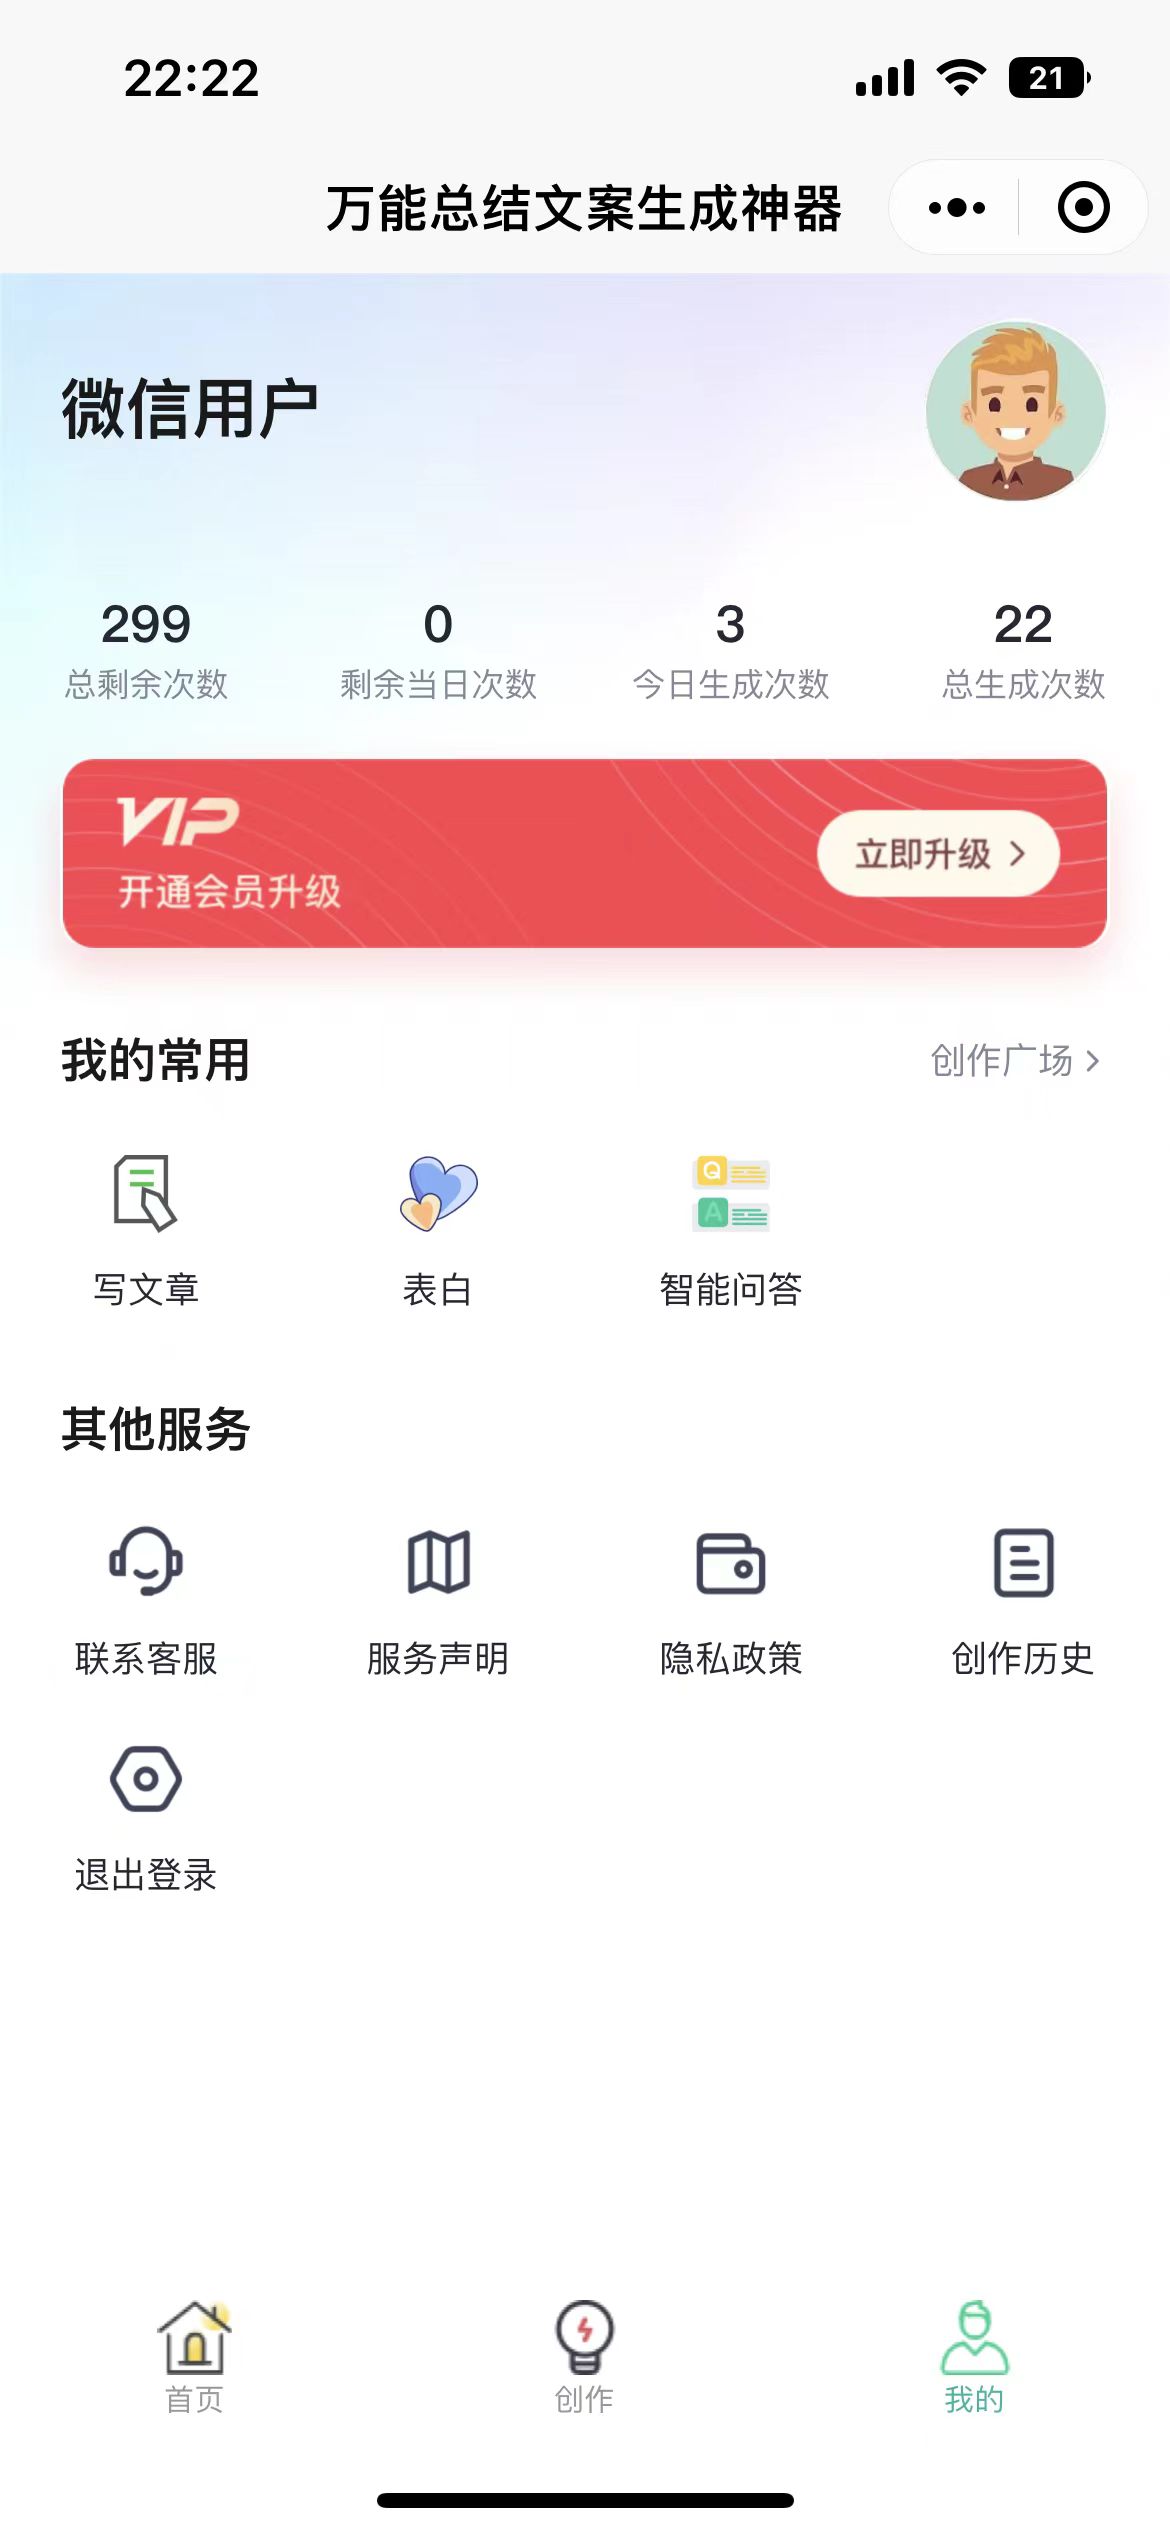 22:22
21
万能总结文案生成神器
微信用户
299 0 3 22
总剩余次数 剩余当日次数 今日生成次数 总生成次数
VIP
开通会员升级
立即升级
我的常用 创作广场
Q
A
写文章 表白 智能问答
其他服务
联系客服 服务声明 隐私政策 创作历史
退出登录
首页 创作 我的